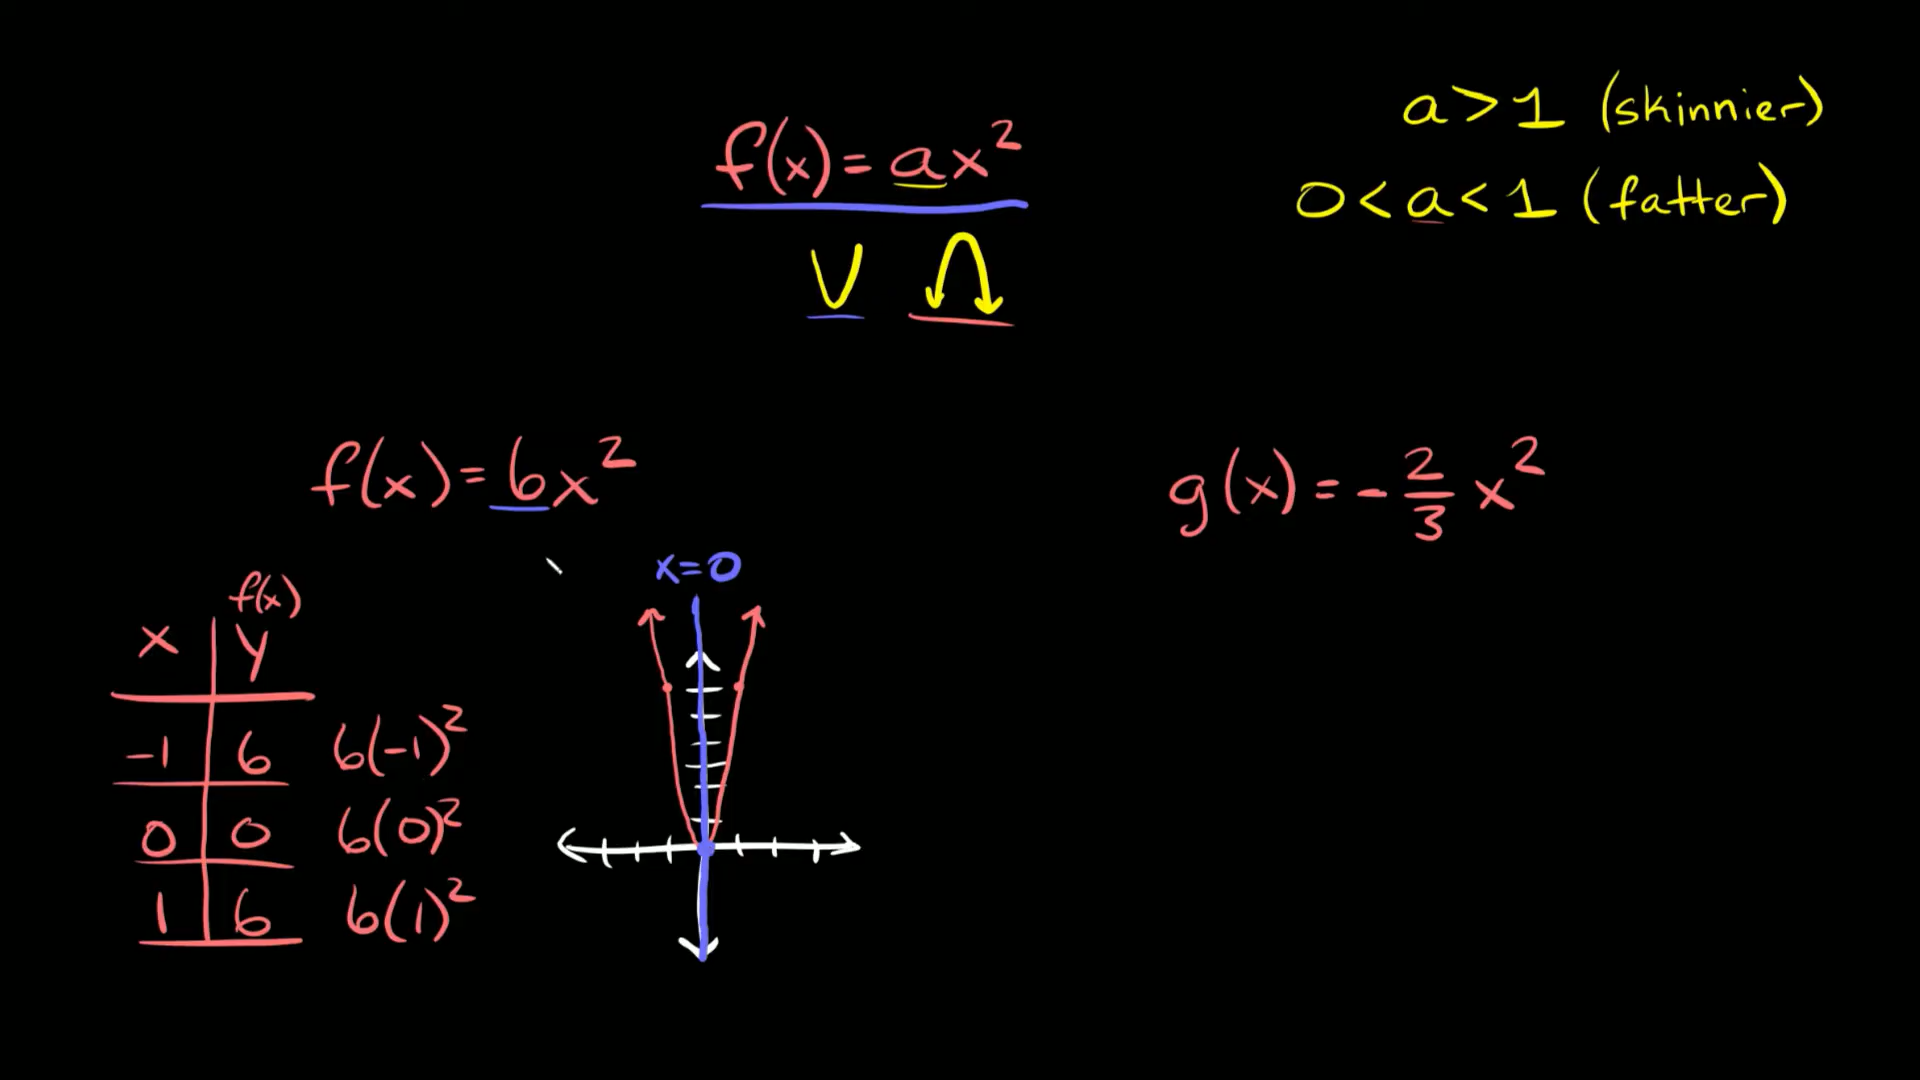 f(x) = ax²
a > 1 (skinnier)
0 < a < 1 (fatter)
f(x) = 6x²
g(x) = - 2/3 x²
x=0
f(x)
x y
-1 6 6(-1)²
0 0 6(0)²
1 6 6(1)²